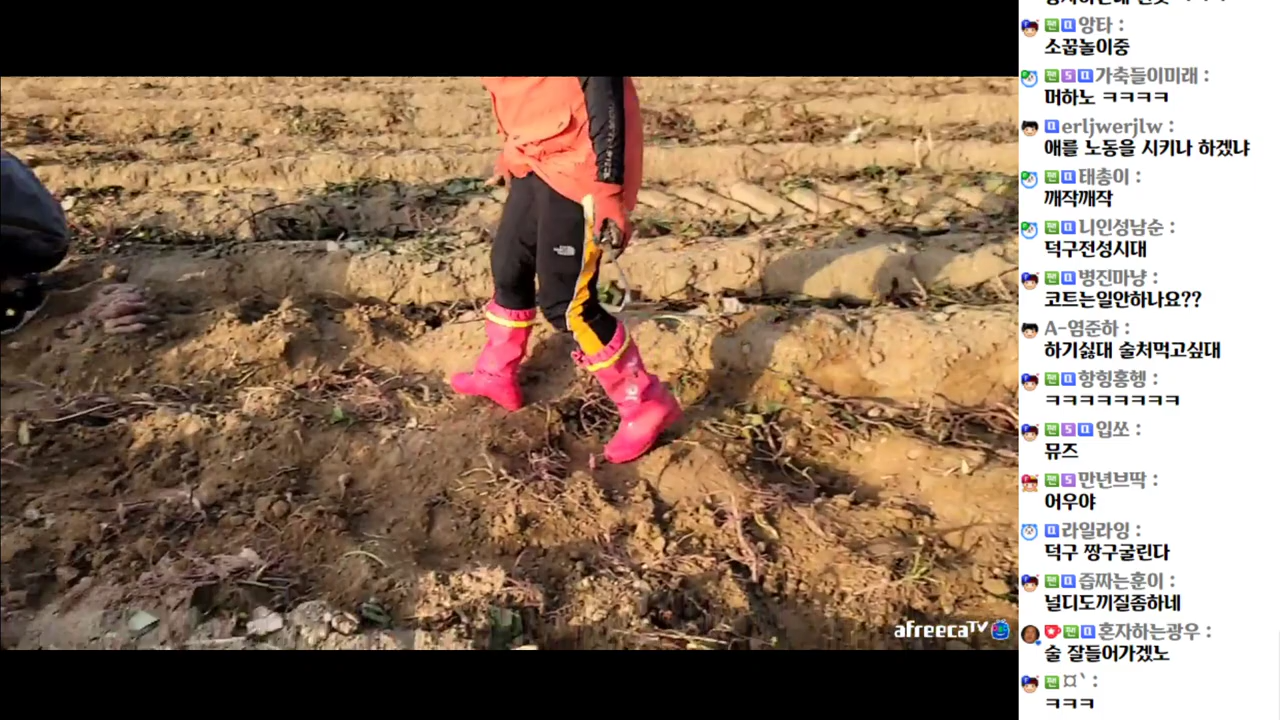 앙타 :
소꿉놀이중
가축들이미래 :
머하노 ㅋㅋㅋㅋ
erljwerjlw :
애를 노동을 시키나 하겠냐
태총이 :
깨작깨작
니인성남순 :
덕구전성시대
병진마냥 :
코트는일안하나요??
A-염준하 :
하기싫대 술처먹고싶대
항헝홍헹 :
ㅋㅋㅋㅋㅋㅋㅋㅋ
입쏘 :
뮤즈
만년브딱 :
어우야
라일라잉 :
덕구 짱구굴린다
즙짜는훈이 :
널디도끼질좀하네
혼자하는광우 :
술 잘들어가겠노
¤` :
ㅋㅋㅋ
afreecaTV